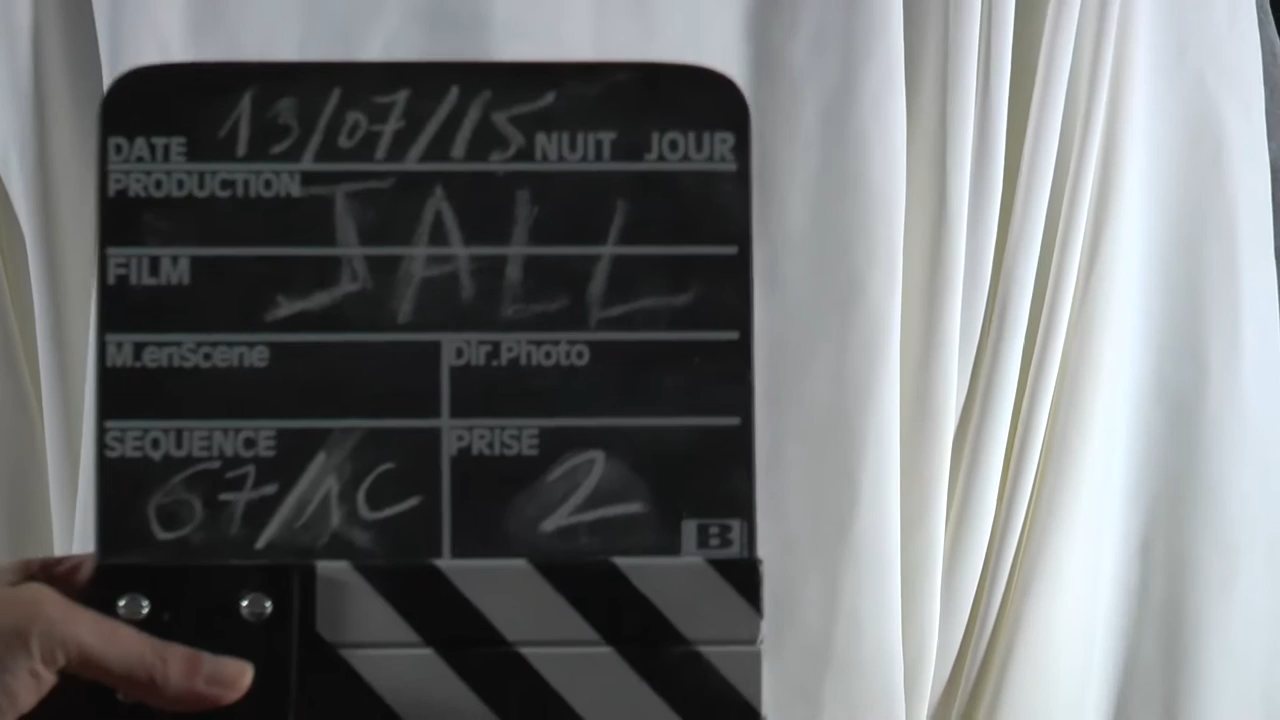 DATE 13/07/15 NUIT JOUR
PRODUCTION
JALL
FILM
M.enScene Dir.Photo
SEQUENCE PRISE
67/1C 2
B